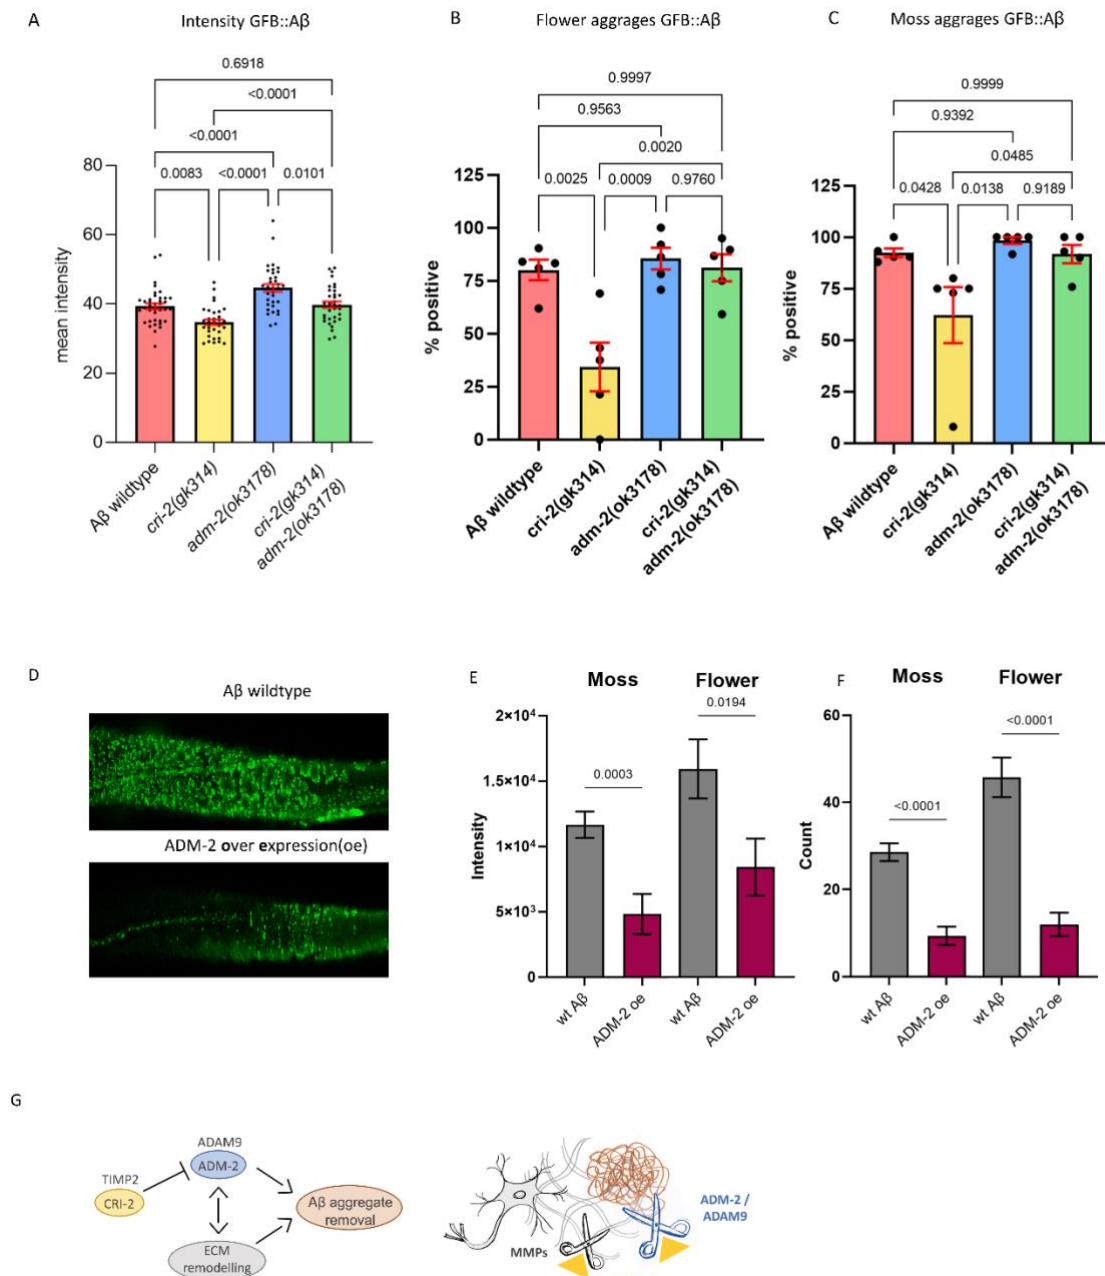 A
Intensity GFB::Aβ
0.6918
<0.0001
<0.0001
0.0083
<0.0001
0.0101
80
60
40
20
0
mean intensity
Aβ wildtype
cri-2(gk314)
adm-2(ok3178)
cri-2(gk314)
adm-2(ok3178)
B
Flower aggrages GFB::Aβ
0.9997
0.9563
0.0020
0.0025
0.0009
0.9760
125
100
75
50
25
0
% positive
Aβ wildtype
cri-2(gk314)
adm-2(ok3178)
cri-2(gk314)
adm-2(ok3178)
C
Moss aggrages GFB::Aβ
0.9999
0.9392
0.0485
0.0428
0.0138
0.9189
125
100
75
50
25
0
% positive
Aβ wildtype
cri-2(gk314)
adm-2(ok3178)
cri-2(gk314)
adm-2(ok3178)
D
Aβ wildtype
ADM-2 over expression(oe)
E
Moss
Flower
0.0194
0.0003
2×10⁴
1.5×10⁴
1×10⁴
5×10³
0
Intensity
wt Aβ
ADM-2 oe
wt Aβ
ADM-2 oe
F
Moss
Flower
<0.0001
<0.0001
60
40
20
0
Count
wt Aβ
ADM-2 oe
wt Aβ
ADM-2 oe
G
ADAM9
ADM-2
TIMP2
CRI-2
Aβ aggregate
removal
ECM
remodelling
MMPs
ADM-2 /
ADAM9